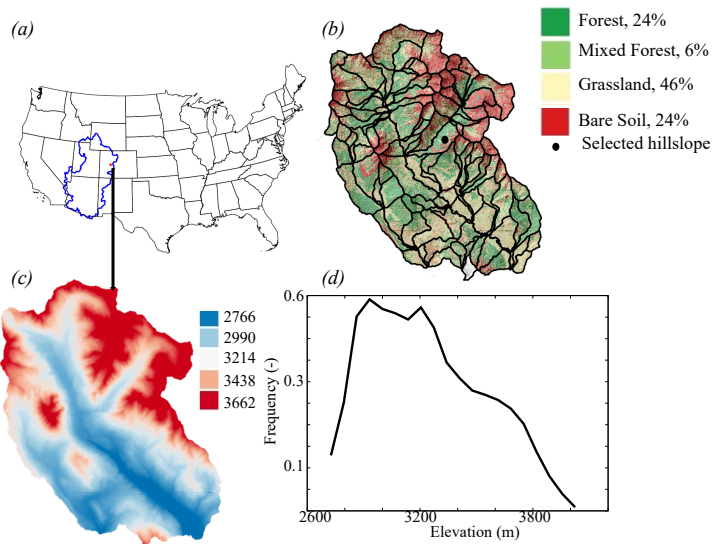 (a)
(b)
Forest, 24%
Mixed Forest, 6%
Grassland, 46%
Bare Soil, 24%
Selected hillslope
(c)
2766
2990
3214
3438
3662
(d)
0.6
0.3
0.1
Frequency (-)
2600
3200
3800
Elevation (m)